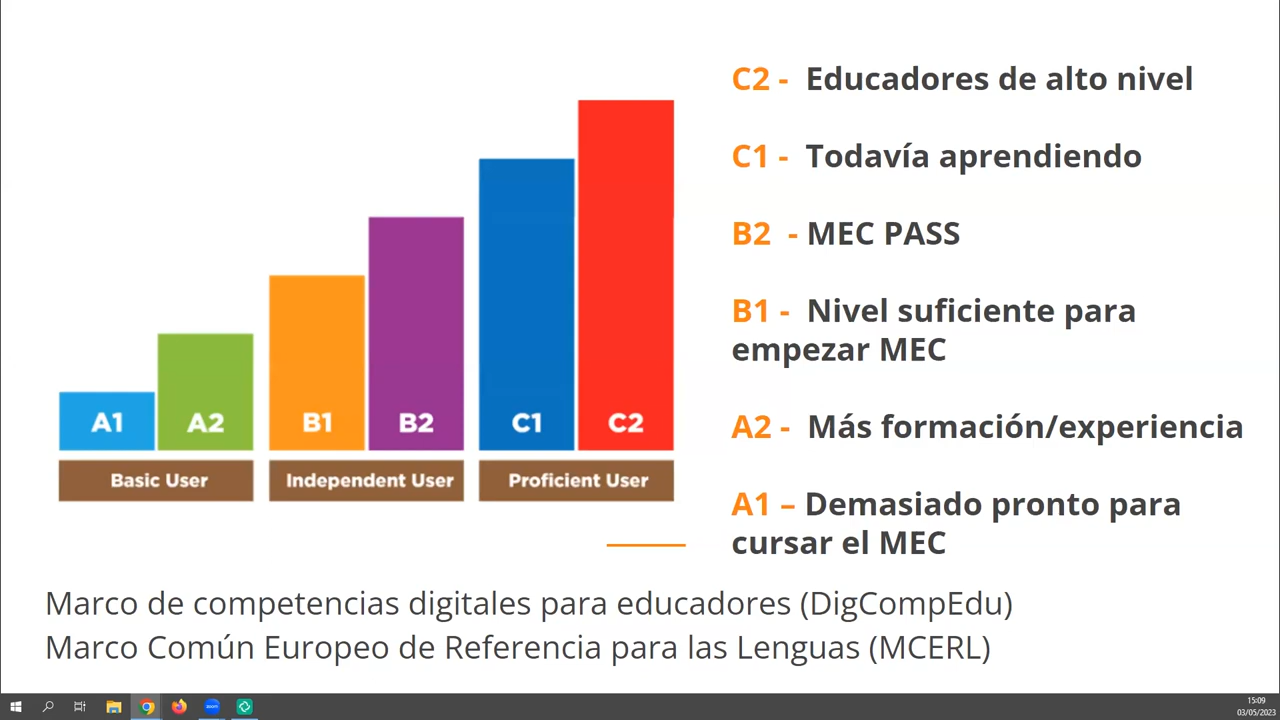 C2 - Educadores de alto nivel
C1 - Todavía aprendiendo
B2 - MEC PASS
B1 - Nivel suficiente para
empezar MEC
A2 - Más formación/experiencia
A1 – Demasiado pronto para
cursar el MEC
A1
A2
B1
B2
C1
C2
Basic User
Independent User
Proficient User
Marco de competencias digitales para educadores (DigCompEdu)
Marco Común Europeo de Referencia para las Lenguas (MCERL)
zoom
15:09
03/05/2023